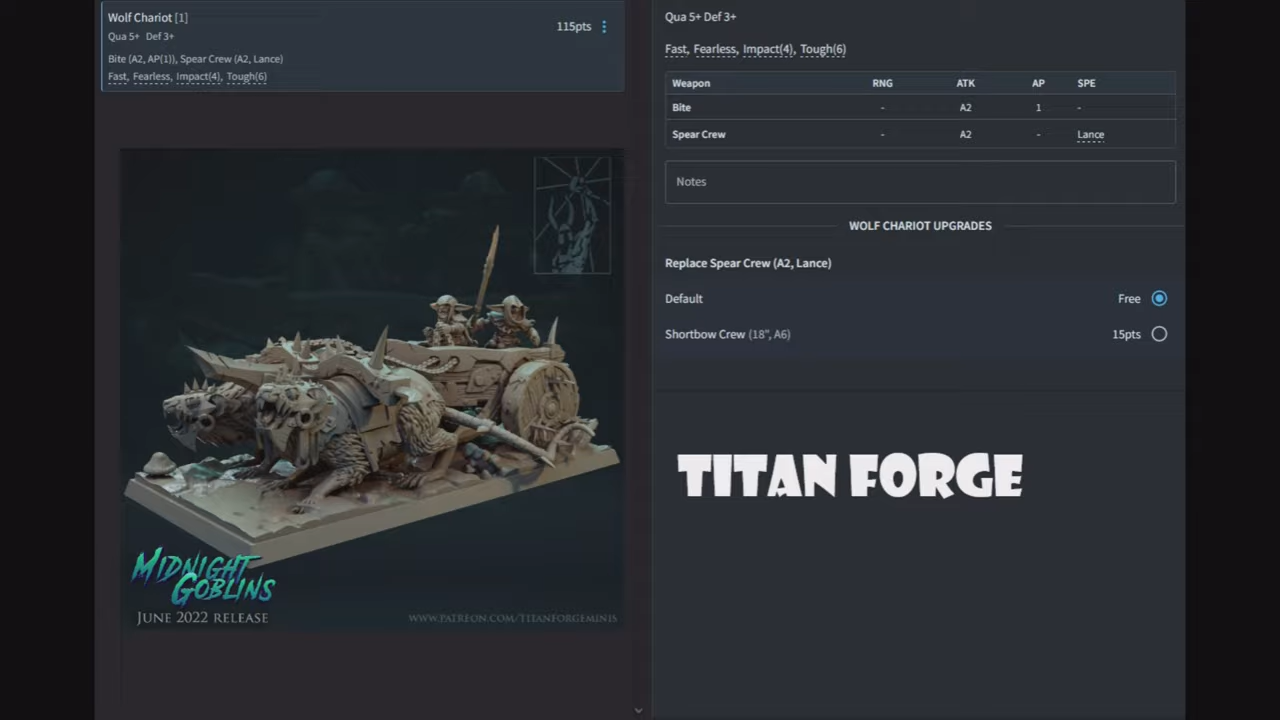 Wolf Chariot [1]
115pts
Qua 5+ Def 3+
Bite (A2, AP(1)), Spear Crew (A2, Lance)
Fast, Fearless, Impact(4), Tough(6)
MIDNIGHT
GOBLINS
JUNE 2022 RELEASE
WWW.PATREON.COM/TITANFORGEMINIS
Qua 5+ Def 3+
Fast, Fearless, Impact(4), Tough(6)
Weapon RNG ATK AP SPE
Bite - A2 1 -
Spear Crew - A2 - Lance
Notes
WOLF CHARIOT UPGRADES
Replace Spear Crew (A2, Lance)
Default Free
Shortbow Crew (18", A6) 15pts
TITAN FORGE